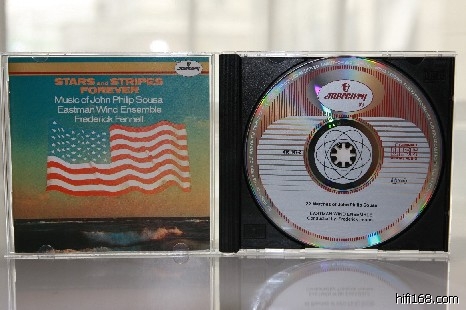 STARS and STRIPES
FOREVER
Music of John Philip Sousa
Eastman Wind Ensemble
Frederick Fennell
mercury
22 Marches of John Philip Sousa
EASTMAN WIND ENSEMBLE
hifi168.com